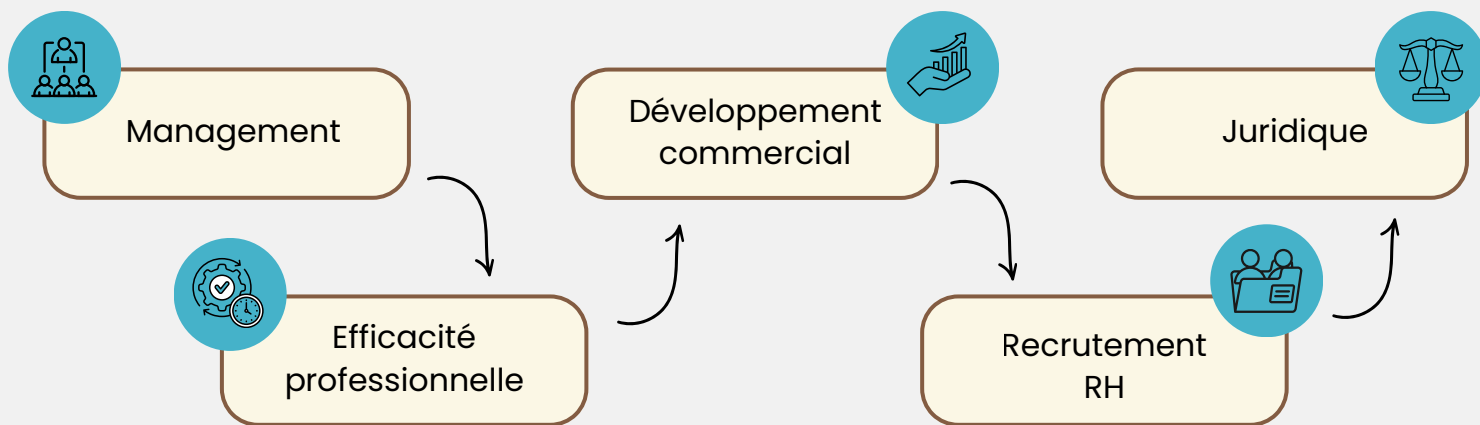 Management
Efficacité
professionnelle
Développement
commercial
Recrutement
RH
Juridique